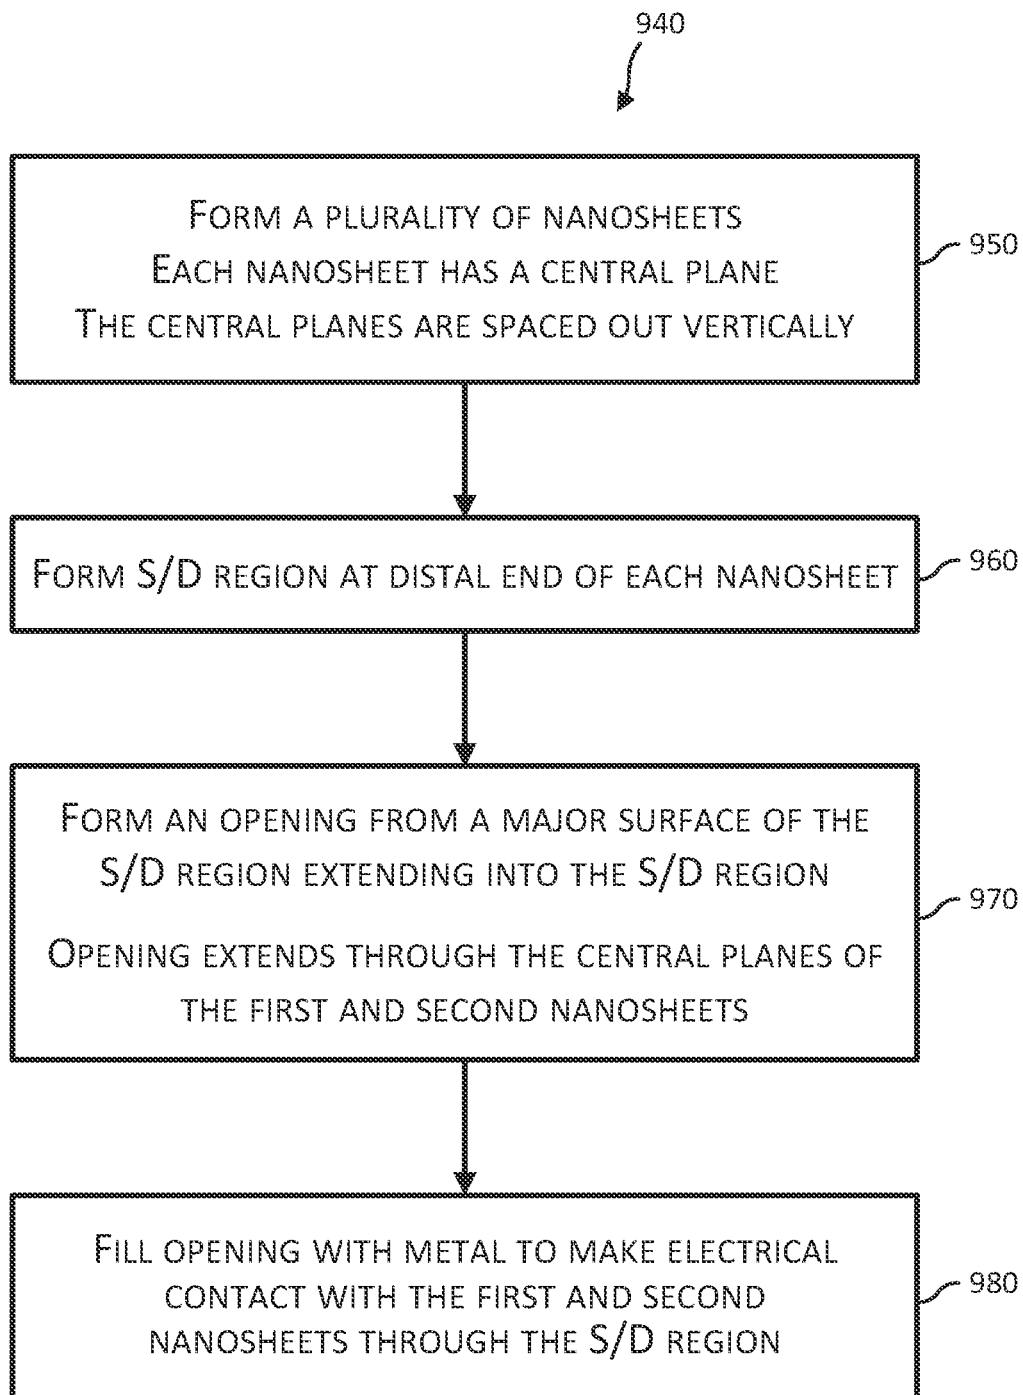 940
FORM A PLURALITY OF NANOSHEETS
EACH NANOSHEET HAS A CENTRAL PLANE
THE CENTRAL PLANES ARE SPACED OUT VERTICALLY
950
FORM S/D REGION AT DISTAL END OF EACH NANOSHEET
960
FORM AN OPENING FROM A MAJOR SURFACE OF THE
S/D REGION EXTENDING INTO THE S/D REGION
OPENING EXTENDS THROUGH THE CENTRAL PLANES OF
THE FIRST AND SECOND NANOSHEETS
970
FILL OPENING WITH METAL TO MAKE ELECTRICAL
CONTACT WITH THE FIRST AND SECOND
NANOSHEETS THROUGH THE S/D REGION
980